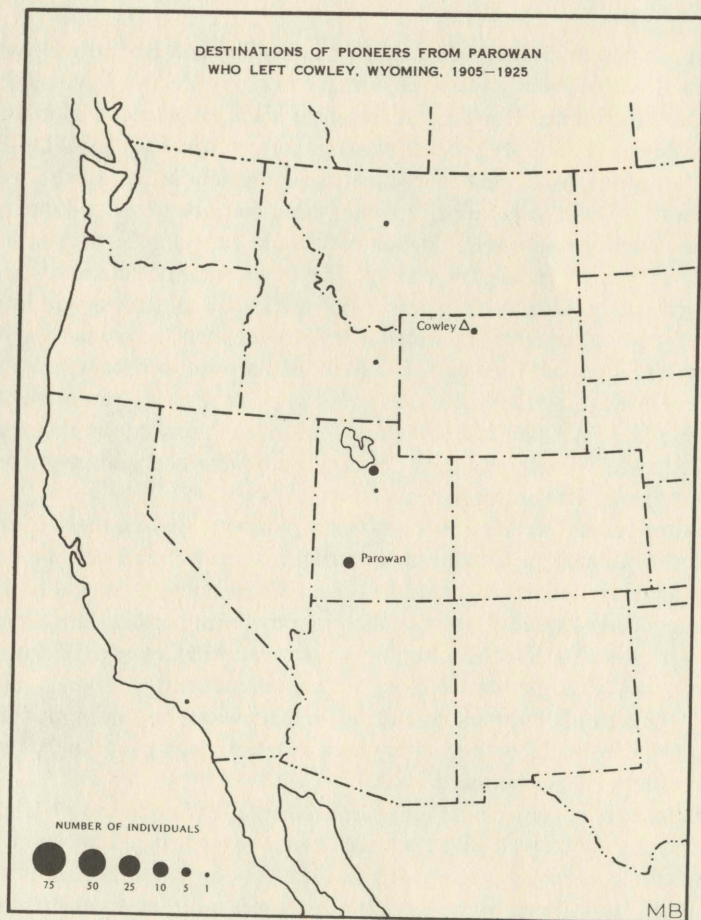 DESTINATIONS OF PIONEERS FROM PAROWAN
WHO LEFT COWLEY, WYOMING, 1905–1925
Cowley
Parowan
NUMBER OF INDIVIDUALS
75 50 25 10 5 1
MB